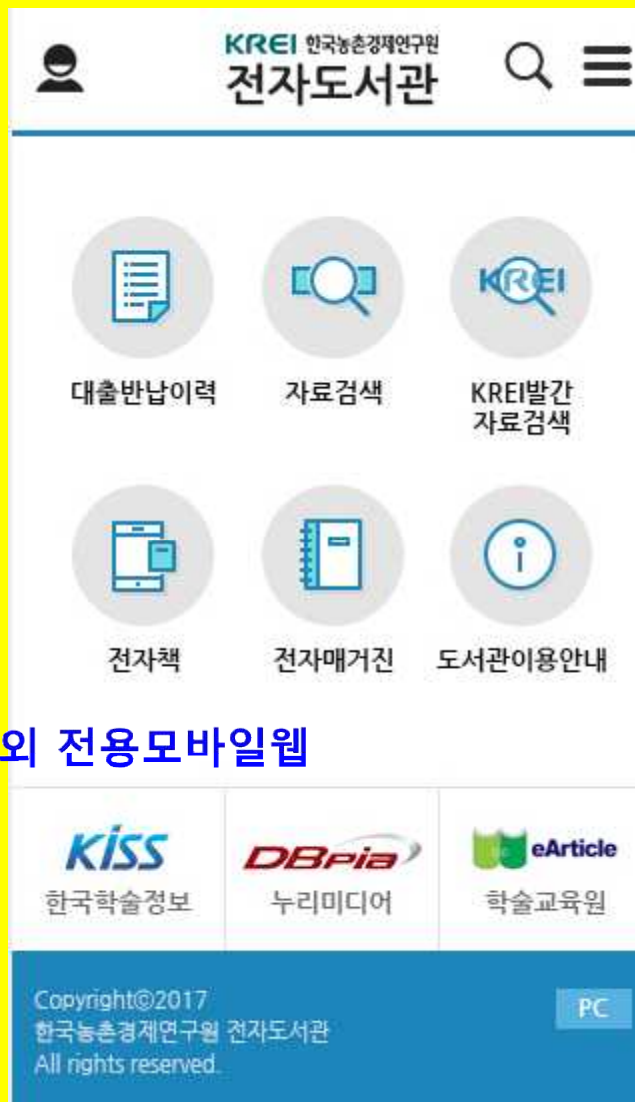 KREI 한국농촌경제연구원
전자도서관
KREI
대출반납이력
자료검색
KREI발간
자료검색
전자책
전자매거진
도서관이용안내
외 전용모바일웹
KISS
한국학술정보
DBpia
누리미디어
eArticle
학술교육원
Copyright©2017
한국농촌경제연구원 전자도서관
All rights reserved.
PC